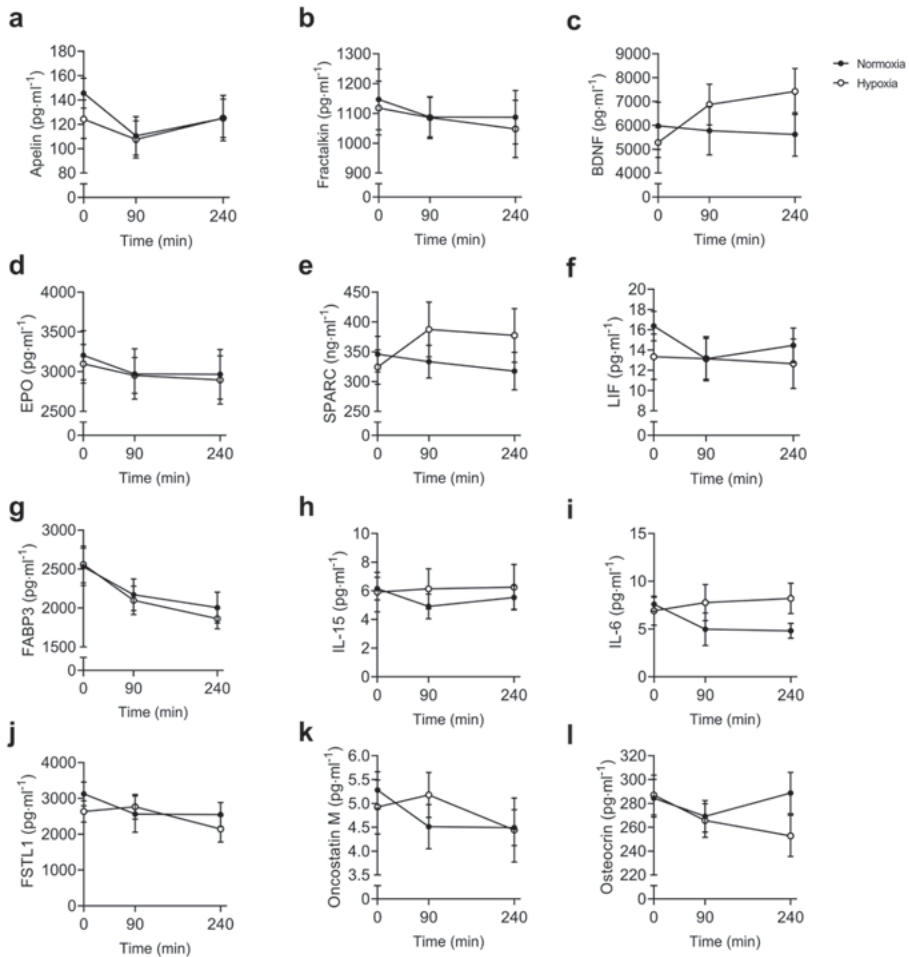 a
Apelin (pg·ml⁻¹)
180
160
140
120
100
80
0
0 90 240
Time (min)
b
Fractalkin (pg·ml⁻¹)
1300
1200
1100
1000
900
0
0 90 240
Time (min)
c
BDNF (pg·ml⁻¹)
9000
8000
7000
6000
5000
4000
0
0 90 240
Time (min)
Normoxia
Hypoxia
d
EPO (pg·ml⁻¹)
4000
3500
3000
2500
0
0 90 240
Time (min)
e
SPARC (ng·ml⁻¹)
450
400
350
300
250
0
0 90 240
Time (min)
f
LIF (pg·ml⁻¹)
20
18
16
14
12
10
8
0
0 90 240
Time (min)
g
FABP3 (pg·ml⁻¹)
3000
2500
2000
1500
0
0 90 240
Time (min)
h
IL-15 (pg·ml⁻¹)
10
8
6
4
2
0
0 90 240
Time (min)
i
IL-6 (pg·ml⁻¹)
15
10
5
0
0 90 240
Time (min)
j
FSTL1 (pg·ml⁻¹)
4000
3000
2000
1000
0
0 90 240
Time (min)
k
Oncostatin M (pg·ml⁻¹)
6.0
5.5
5.0
4.5
4.0
3.5
0
0 90 240
Time (min)
l
Osteocrin (pg·ml⁻¹)
320
300
280
260
240
220
0
0 90 240
Time (min)